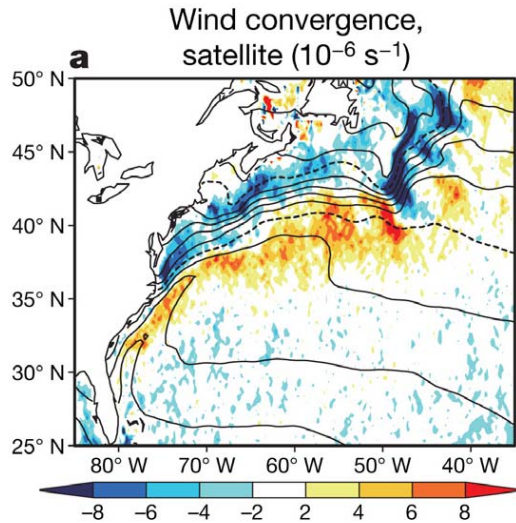 Wind convergence,
satellite (10⁻⁶ s⁻¹)
a
50° N
45° N
40° N
35° N
30° N
25° N
80° W 70° W 60° W 50° W 40° W
−8 −6 −4 −2 2 4 6 8